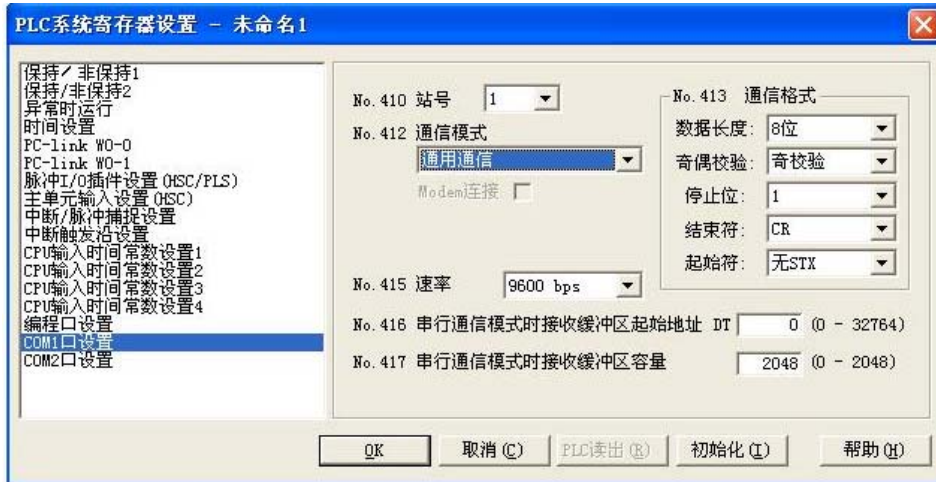 PLC系统寄存器设置 - 未命名1
保持/ 非保持1
保持/非保持2
异常时运行
时间设置
PC-link W0-0
PC-link W0-1
脉冲I/O插件设置(HSC/PLS)
主单元输入设置(HSC)
中断/脉冲捕捉设置
中断触发沿设置
CPU输入时间常数设置1
CPU输入时间常数设置2
CPU输入时间常数设置3
CPU输入时间常数设置4
编程口设置
COM1口设置
COM2口设置
No.410 站号 1
No.412 通信模式
通用通信
Modem连接
No.413 通信格式
数据长度: 8位
奇偶校验: 奇校验
停止位: 1
结束符: CR
起始符: 无STX
No.415 速率 9600 bps
No.416 串行通信模式时接收缓冲区起始地址 DT 0 (0 - 32764)
No.417 串行通信模式时接收缓冲区容量 2048 (0 - 2048)
OK 取消(C) PLC读出(R) 初始化(I) 帮助(H)